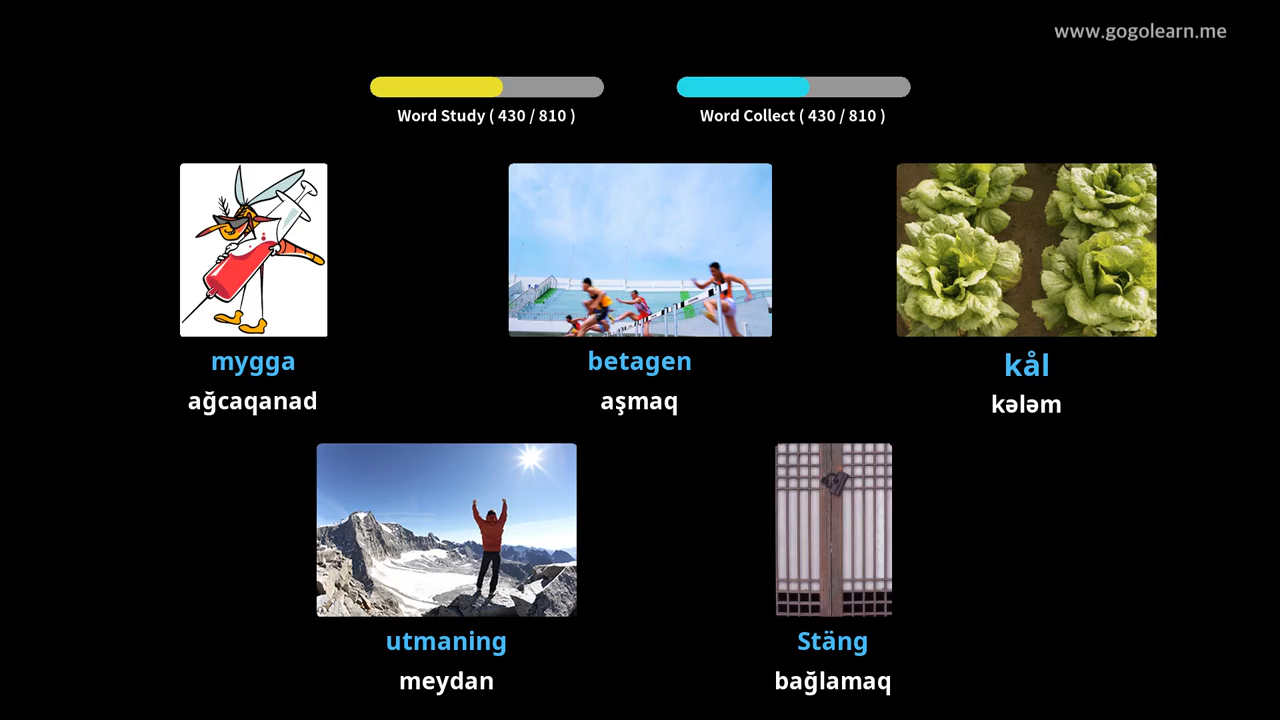 www.gogolearn.me
Word Study ( 430 / 810 )
Word Collect ( 430 / 810 )
mygga
ağcaqanad
betagen
aşmaq
kål
kələm
utmaning
meydan
Stäng
bağlamaq